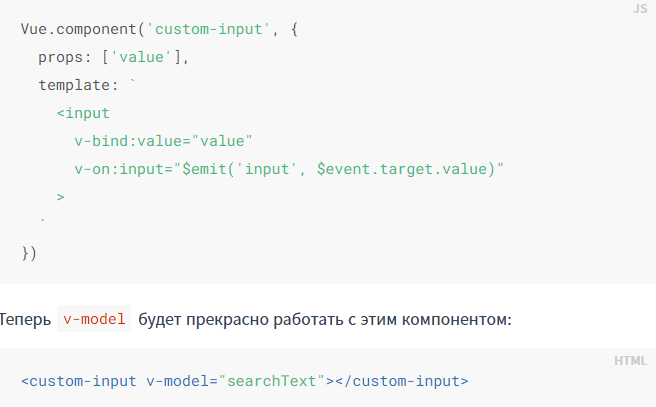 JS
Vue.component('custom-input', {
  props: ['value'],
  template: `
    <input
      v-bind:value="value"
      v-on:input="$emit('input', $event.target.value)"
    >
  `
})
Теперь v-model будет прекрасно работать с этим компонентом:
HTML
<custom-input v-model="searchText"></custom-input>